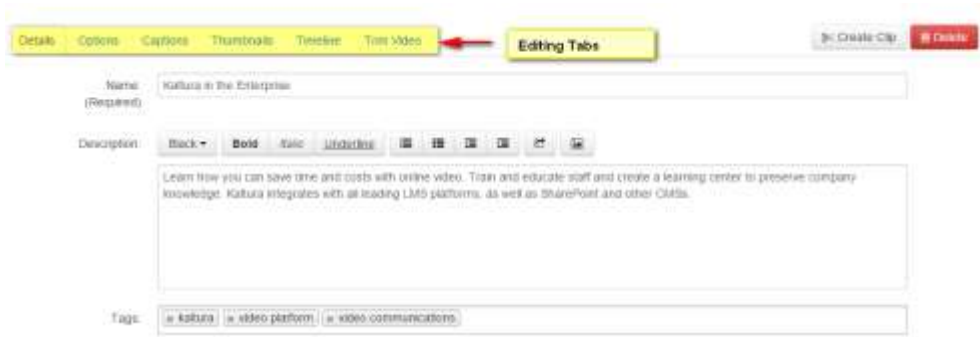 Details Options Captions Thumbnails Timeline Trim Video
Editing Tabs
Create Clip Delete
Name: Kaltura in the Enterprise
(Required)
Description: Black Bold Italic Underline
Learn how you can save time and costs with online video. Train and educate staff and create a learning center to preserve company
knowledge. Kaltura integrates with all leading LMS platforms, as well as SharePoint and other CMSs.
Tags: kaltura video platform video communications